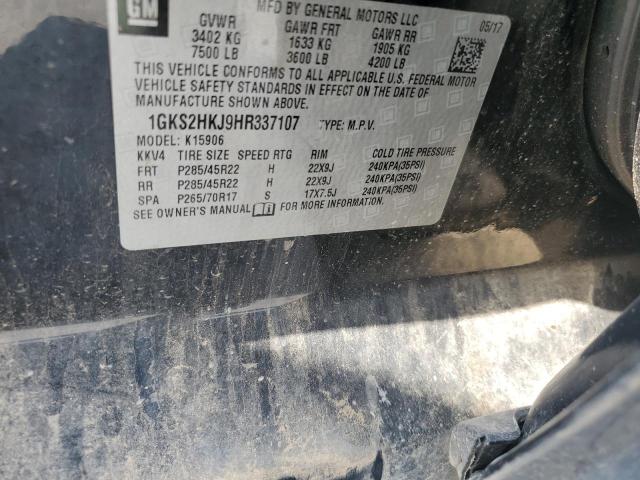 GM
MFD BY GENERAL MOTORS LLC
05/17
GVWR GAWR FRT GAWR RR
3402 KG 1633 KG 1905 KG
7500 LB 3600 LB 4200 LB
THIS VEHICLE CONFORMS TO ALL APPLICABLE U.S. FEDERAL MOTOR
VEHICLE SAFETY STANDARDS IN EFFECT ON THE DATE OF
MANUFACTURE SHOWN ABOVE.
1GKS2HKJ9HR337107 TYPE: M.P.V.
MODEL: K15906
KKV4 TIRE SIZE SPEED RTG RIM COLD TIRE PRESSURE
FRT P285/45R22 H 22X9J 240KPA(35PSI)
RR P285/45R22 H 22X9J 240KPA(35PSI)
SPA P265/70R17 S 17X7.5J 240KPA(35PSI)
SEE OWNER'S MANUAL FOR MORE INFORMATION.